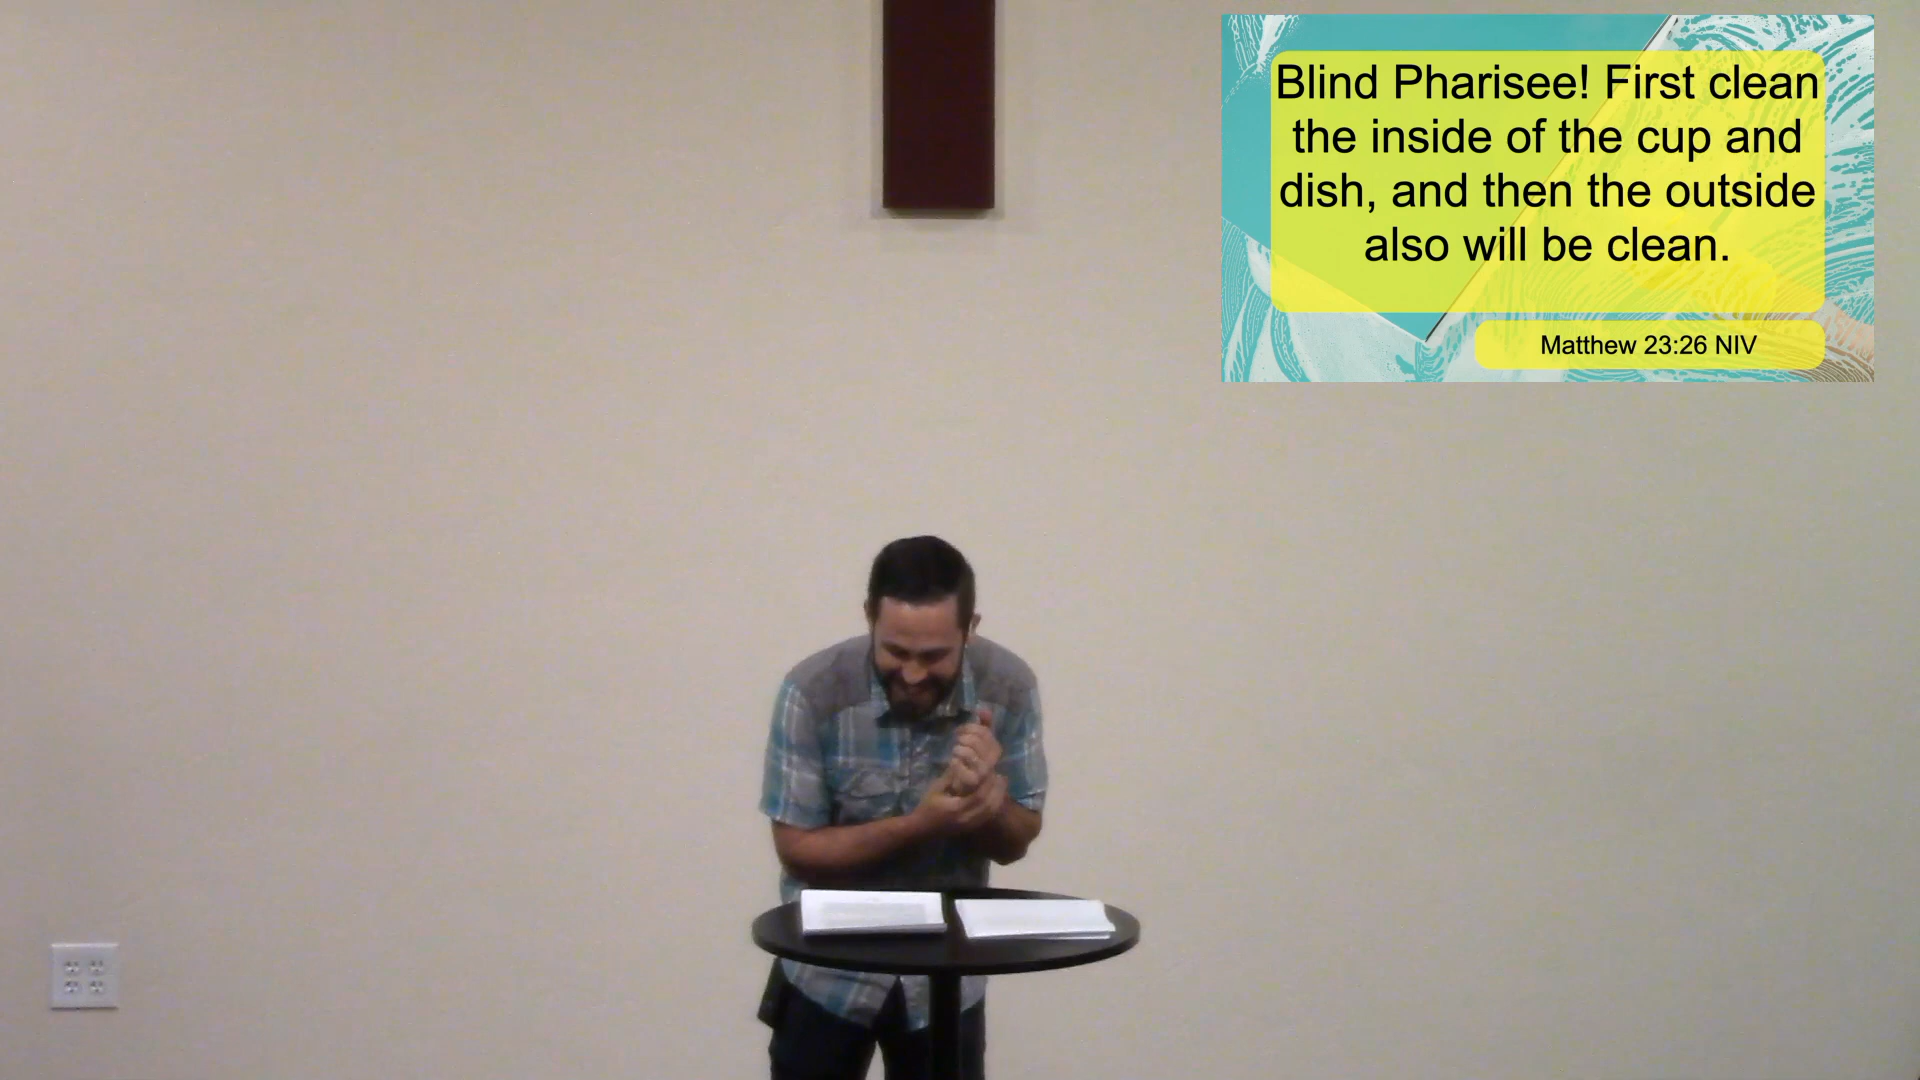 Blind Pharisee! First clean
the inside of the cup and
dish, and then the outside
also will be clean.
Matthew 23:26 NIV